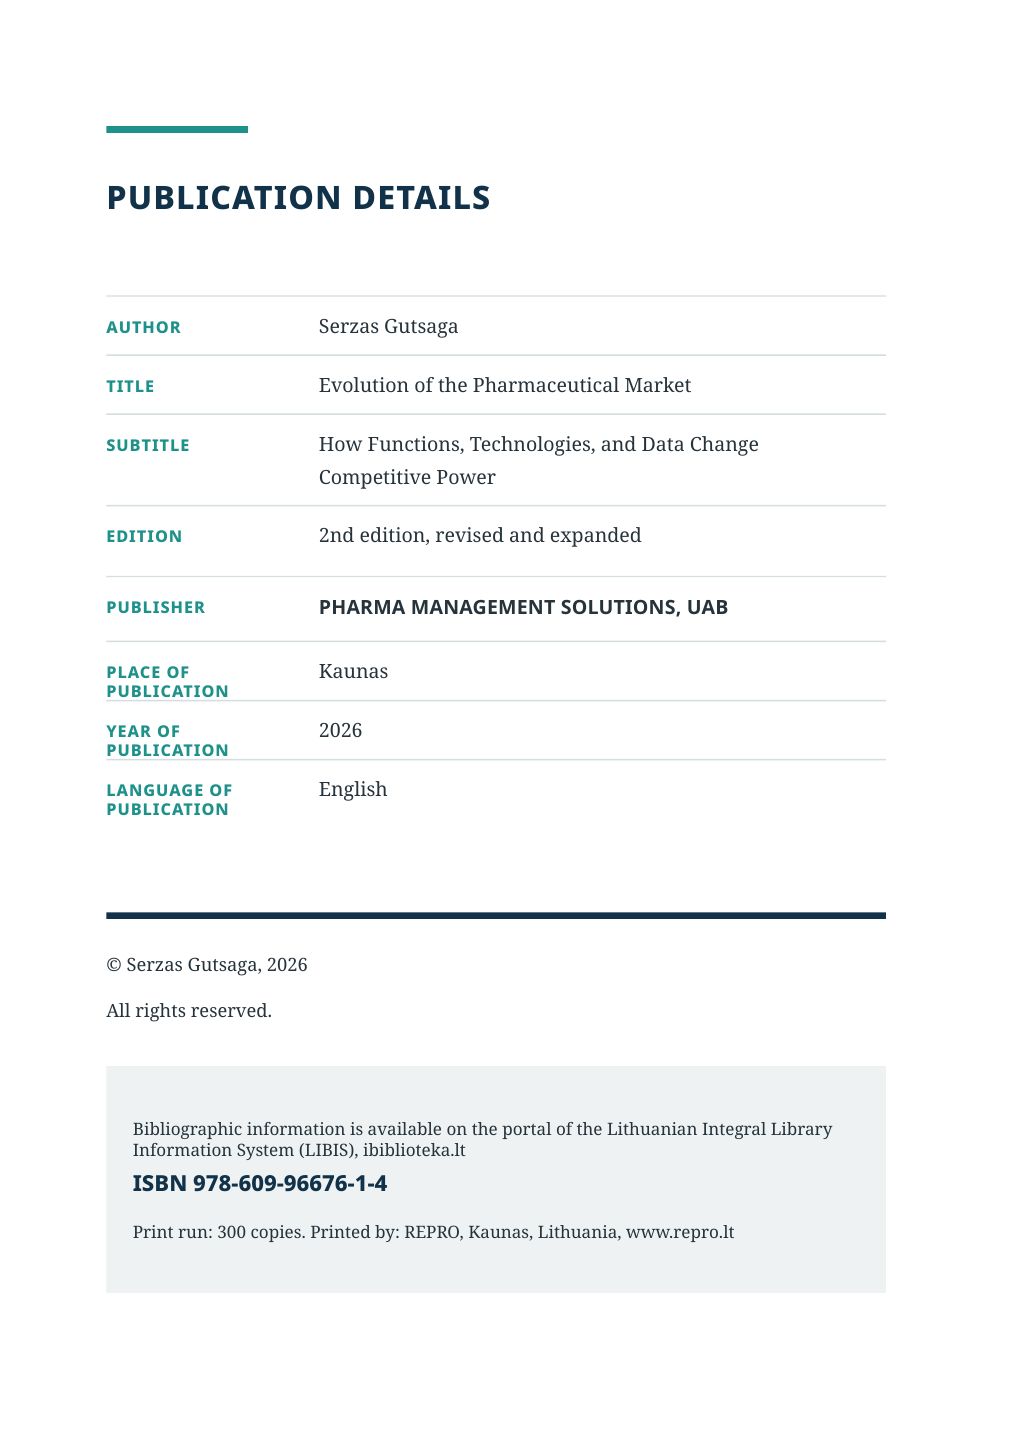 PUBLICATION DETAILS
AUTHOR Serzas Gutsaga
TITLE Evolution of the Pharmaceutical Market
SUBTITLE How Functions, Technologies, and Data Change
Competitive Power
EDITION 2nd edition, revised and expanded
PUBLISHER PHARMA MANAGEMENT SOLUTIONS, UAB
PLACE OF Kaunas
PUBLICATION
YEAR OF 2026
PUBLICATION
LANGUAGE OF English
PUBLICATION
© Serzas Gutsaga, 2026
All rights reserved.
Bibliographic information is available on the portal of the Lithuanian Integral Library
Information System (LIBIS), ibiblioteka.lt
ISBN 978-609-96676-1-4
Print run: 300 copies. Printed by: REPRO, Kaunas, Lithuania, www.repro.lt